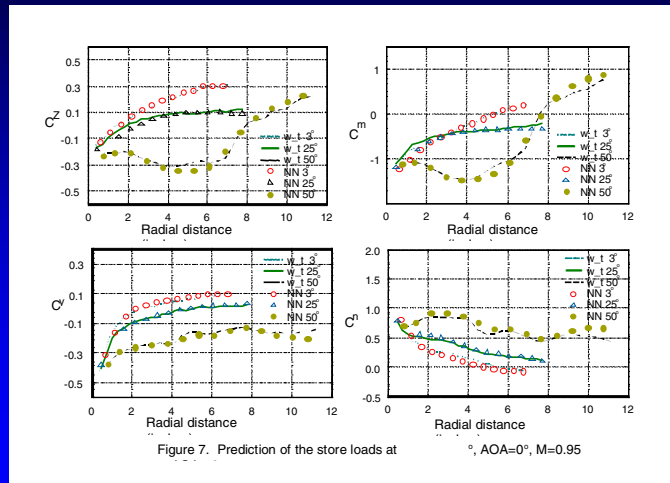 0.5
0.3
0.1
-0.1
-0.3
-0.5
CZ
w_t 3°
w_t 25°
w_t 50
NN 3°
NN 25°
NN 50°
0 2 4 6 8 10 12
Radial distance
1
0
-1
Cm
w_t 3°
w_t 25°
w_t 50
NN 3°
NN 25
NN 50°
0 2 4 6 8 10 12
Radial distance
0.3
0.1
-0.1
-0.3
-0.5
w_t 3°
w_t 25°
w_t 50
NN 3°
NN 25°
NN 50°
0 2 4 6 8 10 12
Radial distance
2.0
1.5
1.0
0.5
0.0
-0.5
Cn
w_t 3°
w_t 25°
w_t 50
NN 3°
NN 25°
NN 50°
0 2 4 6 8 10 12
Radial distance
Figure 7. Prediction of the store loads at °, AOA=0°, M=0.95